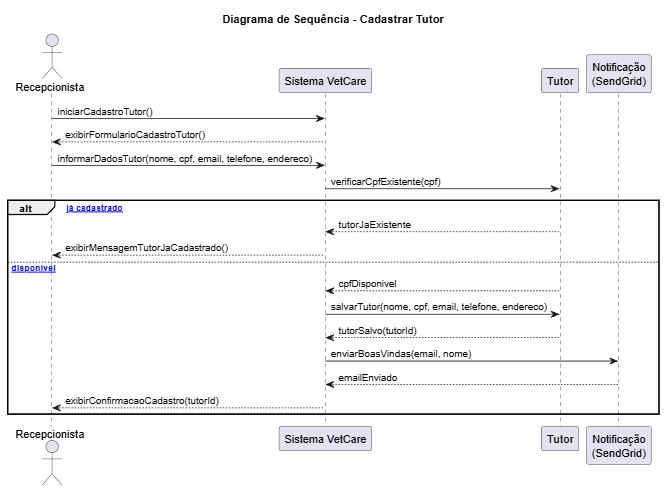 Diagrama de Sequência - Cadastrar Tutor
Recepcionista
Sistema VetCare
Tutor
Notificação
(SendGrid)
iniciarCadastroTutor()
exibirFormularioCadastroTutor()
informarDadosTutor(nome, cpf, email, telefone, endereco)
verificarCpfExistente(cpf)
alt
já cadastrado
tutorJaExistente
exibirMensagemTutorJaCadastrado()
disponível
cpfDisponivel
salvarTutor(nome, cpf, email, telefone, endereco)
tutorSalvo(tutorId)
enviarBoasVindas(email, nome)
emailEnviado
exibirConfirmacaoCadastro(tutorId)
Recepcionista
Sistema VetCare
Tutor
Notificação
(SendGrid)